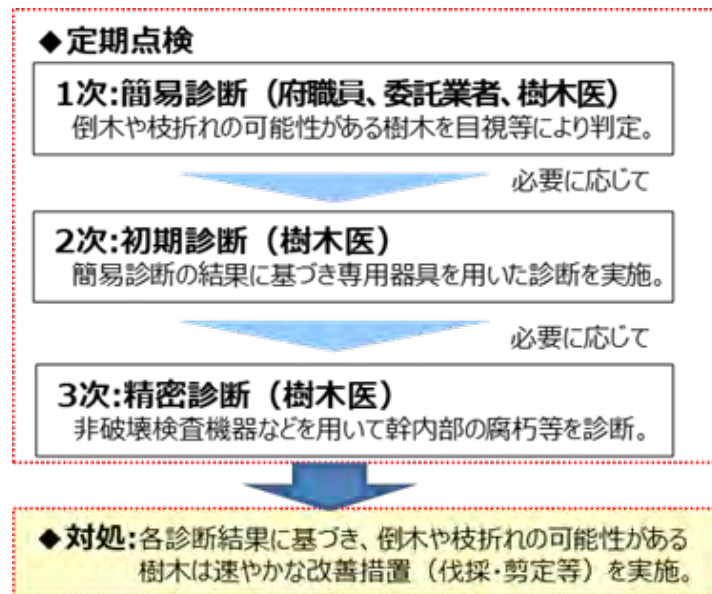 ◆定期点検
1次:簡易診断（府職員、委託業者、樹木医）
倒木や枝折れの可能性がある樹木を目視等により判定。
必要に応じて
2次:初期診断（樹木医）
簡易診断の結果に基づき専用器具を用いた診断を実施。
必要に応じて
3次:精密診断（樹木医）
非破壊検査機器などを用いて幹内部の腐朽等を診断。
◆対処:各診断結果に基づき、倒木や枝折れの可能性がある
樹木は速やかな改善措置（伐採・剪定等）を実施。